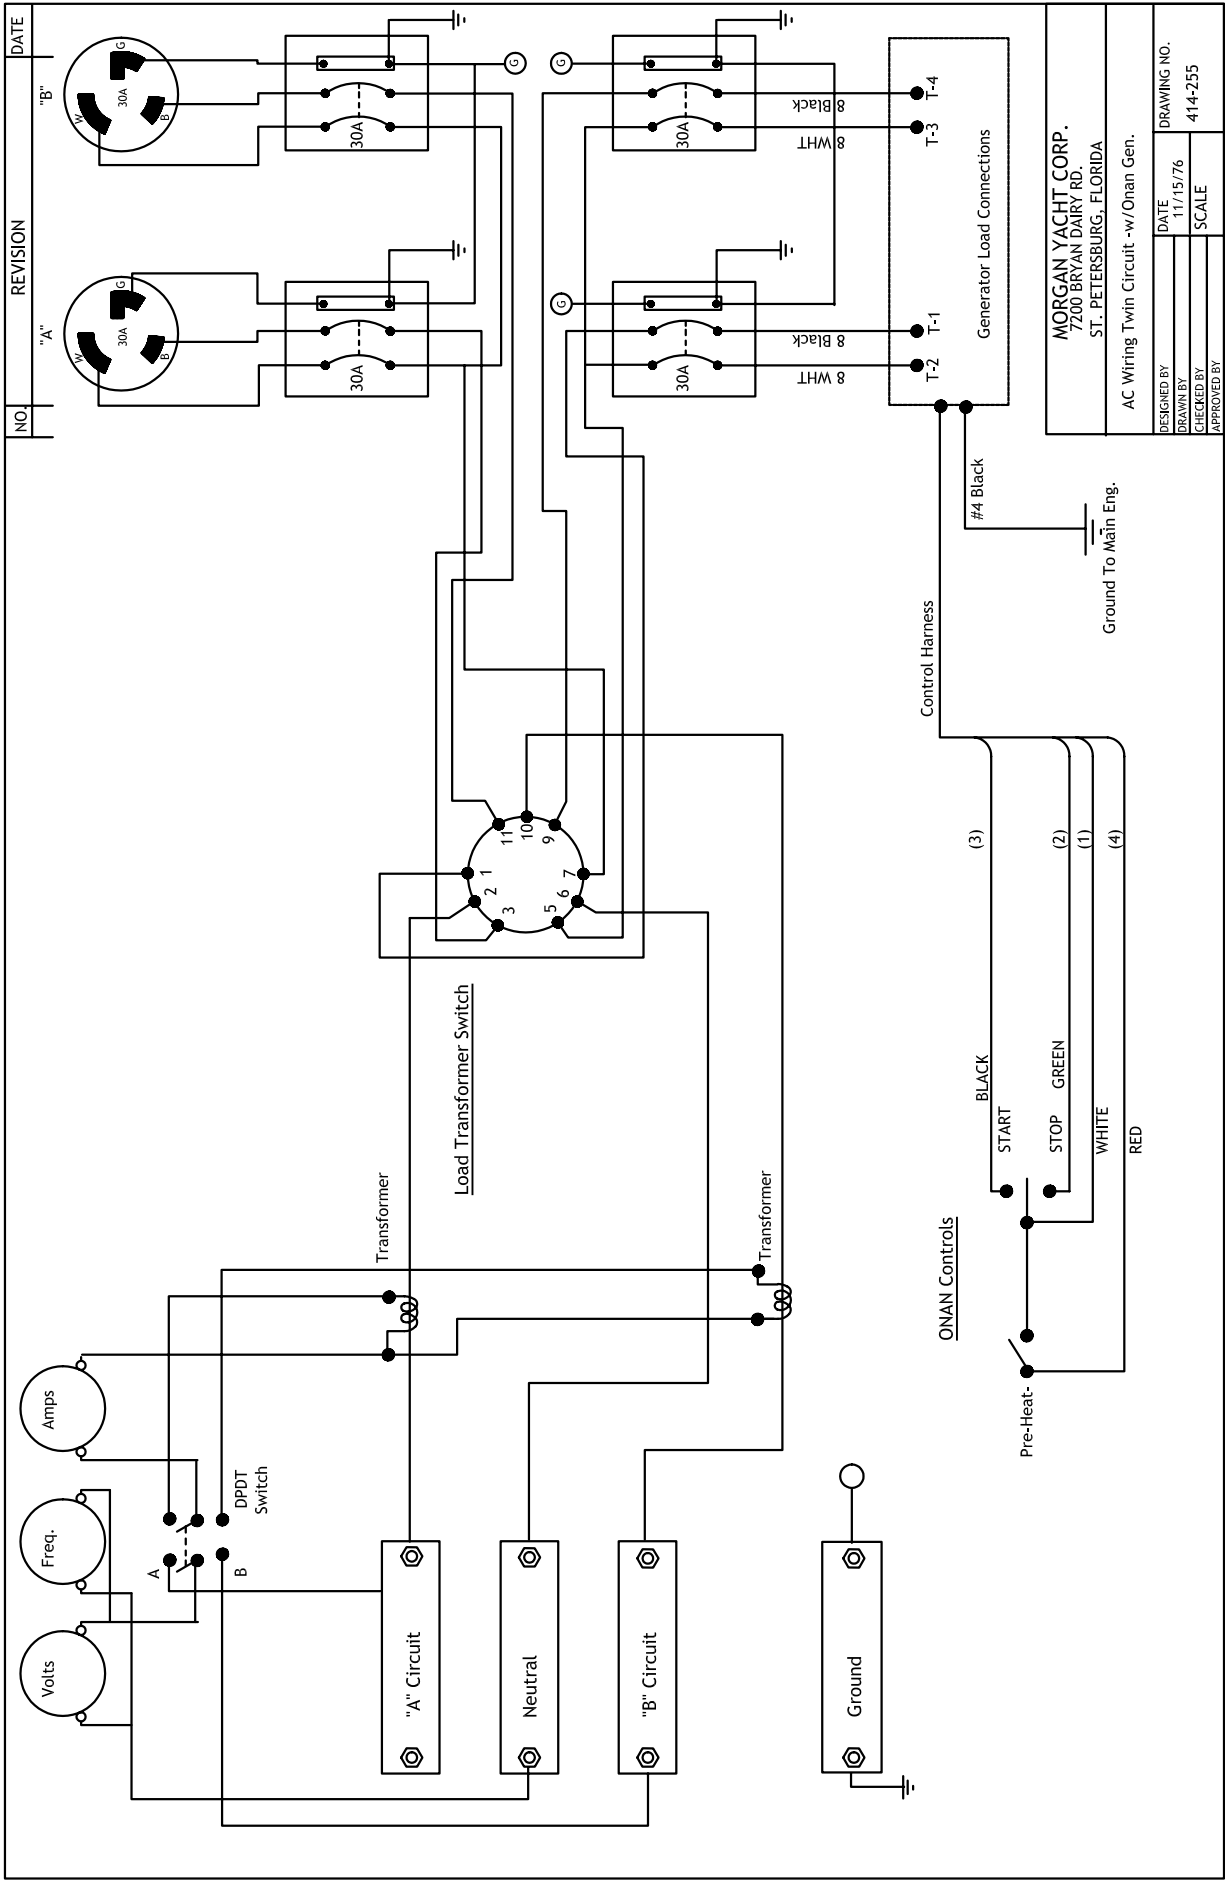 NO.
REVISION
DATE
"A"
"B"
W
G
30A
B
W
G
30A
B
30A
30A
G
G
G
30A
30A
8 WHT
8 Black
8 WHT
8 Black
T-2
T-1
T-3
T-4
Generator Load Connections
#4 Black
Ground To Main Eng.
Control Harness
MORGAN YACHT CORP.
7200 BRYAN DAIRY RD.
ST. PETERSBURG, FLORIDA
AC Wiring Twin Circuit -w/Onan Gen.
DESIGNED BY
DRAWN BY
CHECKED BY
APPROVED BY
DATE
11/15/76
SCALE
DRAWING NO.
414-255
1
2
3
5
6
7
9
10
11
Load Transformer Switch
Transformer
Transformer
Volts
Freq.
Amps
A
B
DPDT
Switch
"A" Circuit
Neutral
"B" Circuit
Ground
ONAN Controls
Pre-Heat-
START
STOP
BLACK
GREEN
WHITE
RED
(3)
(2)
(1)
(4)